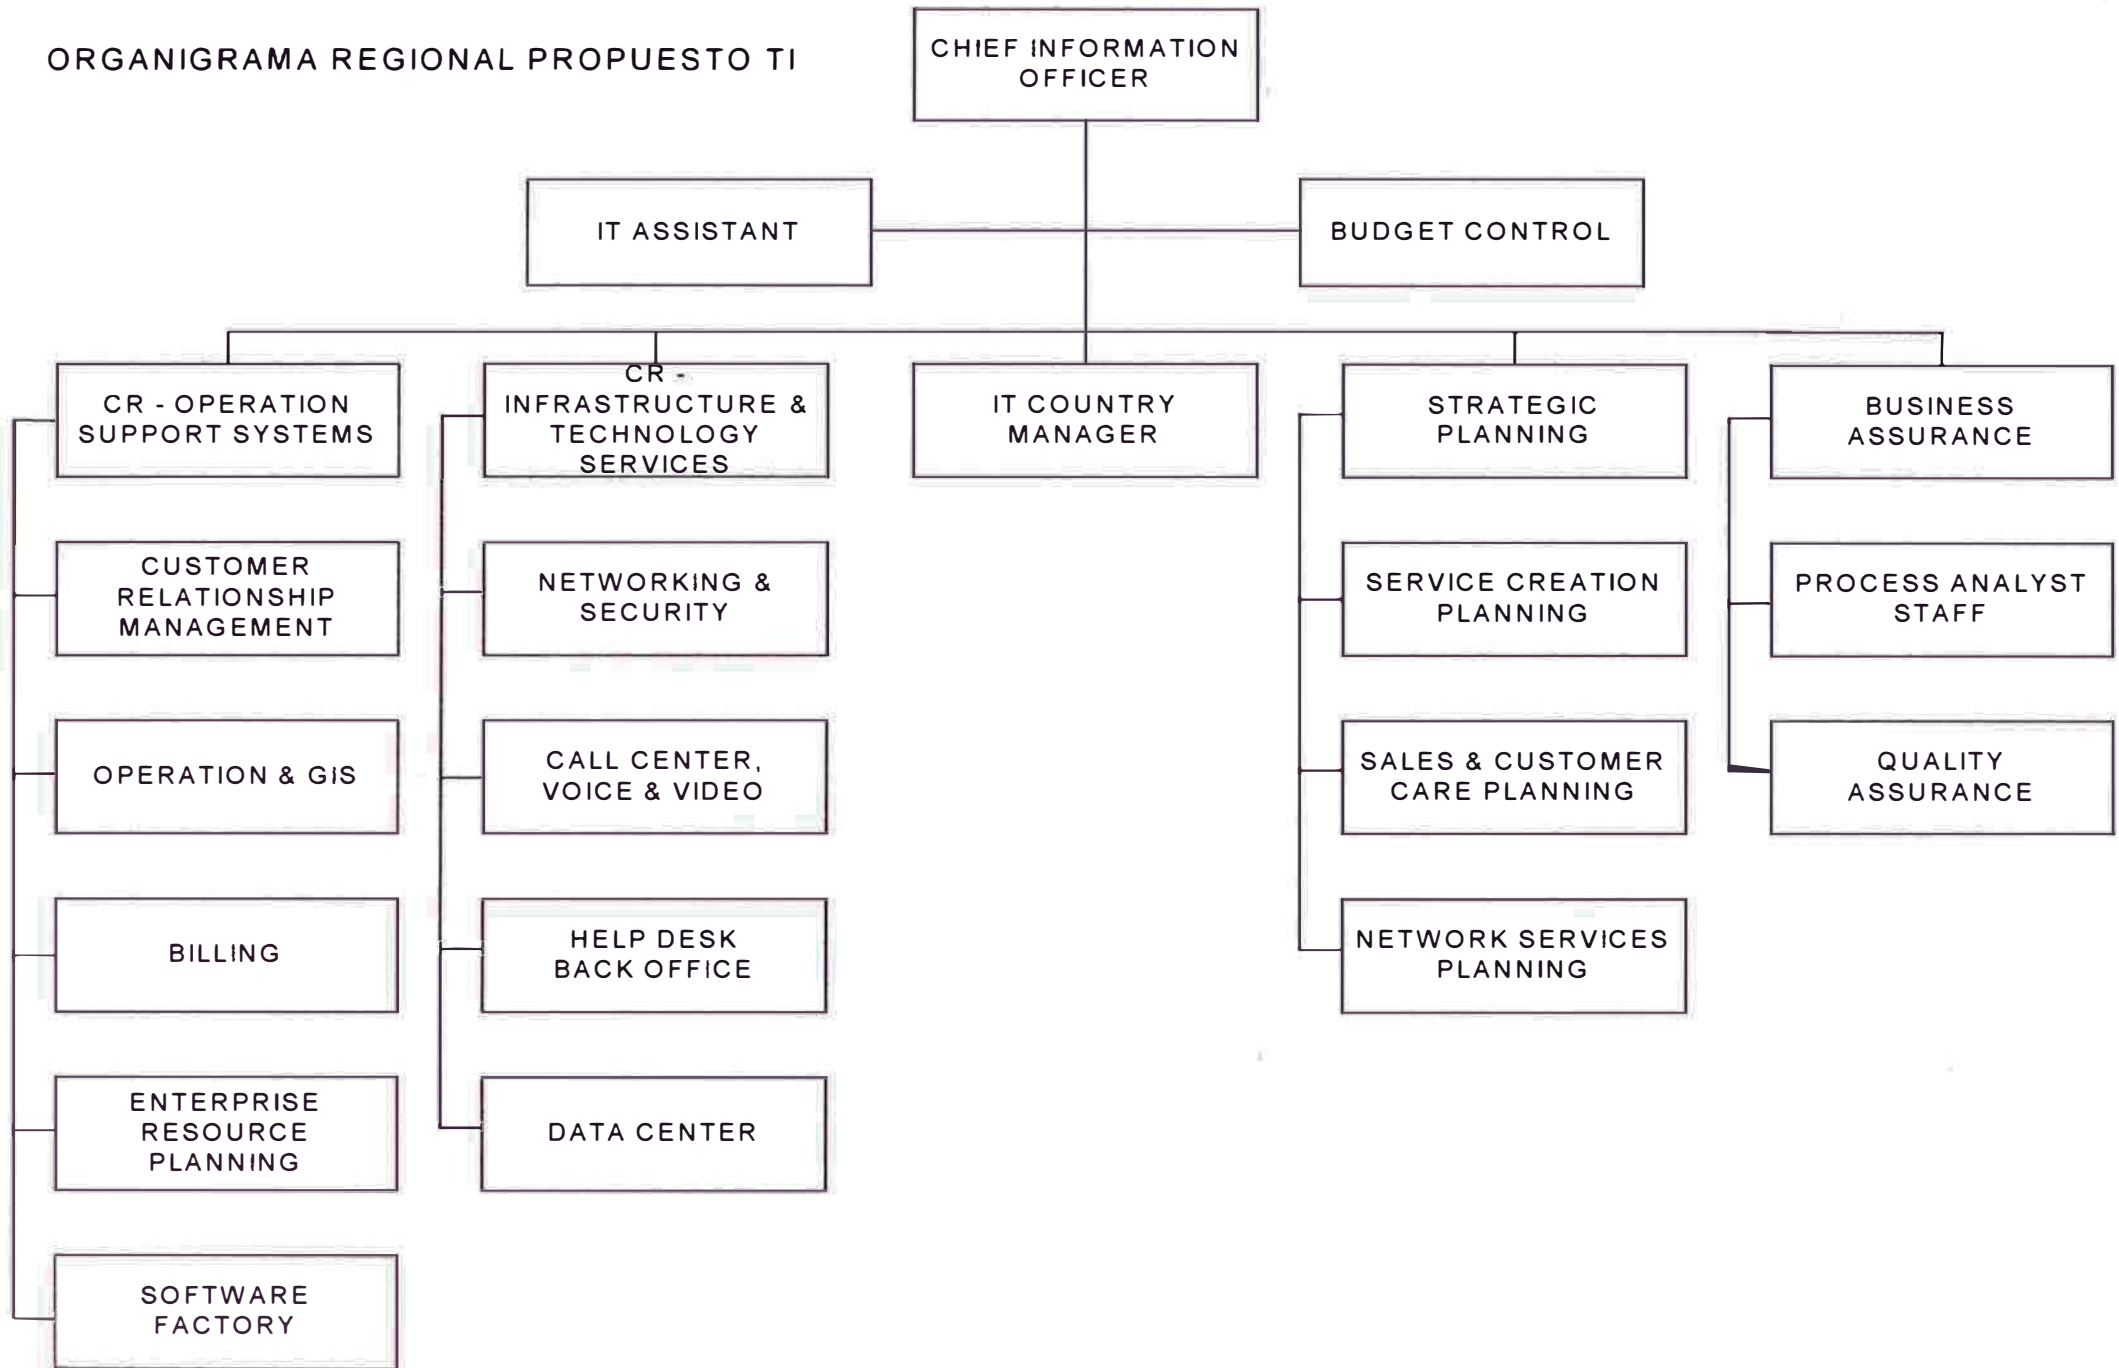 ORGANIGRAMA REGIONAL PROPUESTO TI
CHIEF INFORMATION
OFFICER
IT ASSISTANT
BUDGET CONTROL
CR - OPERATION
SUPPORT SYSTEMS
CR -
INFRASTRUCTURE &
TECHNOLOGY
SERVICES
IT COUNTRY
MANAGER
STRATEGIC
PLANNING
BUSINESS
ASSURANCE
CUSTOMER
RELATIONSHIP
MANAGEMENT
NETWORKING &
SECURITY
SERVICE CREATION
PLANNING
PROCESS ANALYST
STAFF
OPERATION & GIS
CALL CENTER,
VOICE & VIDEO
SALES & CUSTOMER
CARE PLANNING
QUALITY
ASSURANCE
BILLING
HELP DESK
BACK OFFICE
NETWORK SERVICES
PLANNING
ENTERPRISE
RESOURCE
PLANNING
DATA CENTER
SOFTWARE
FACTORY